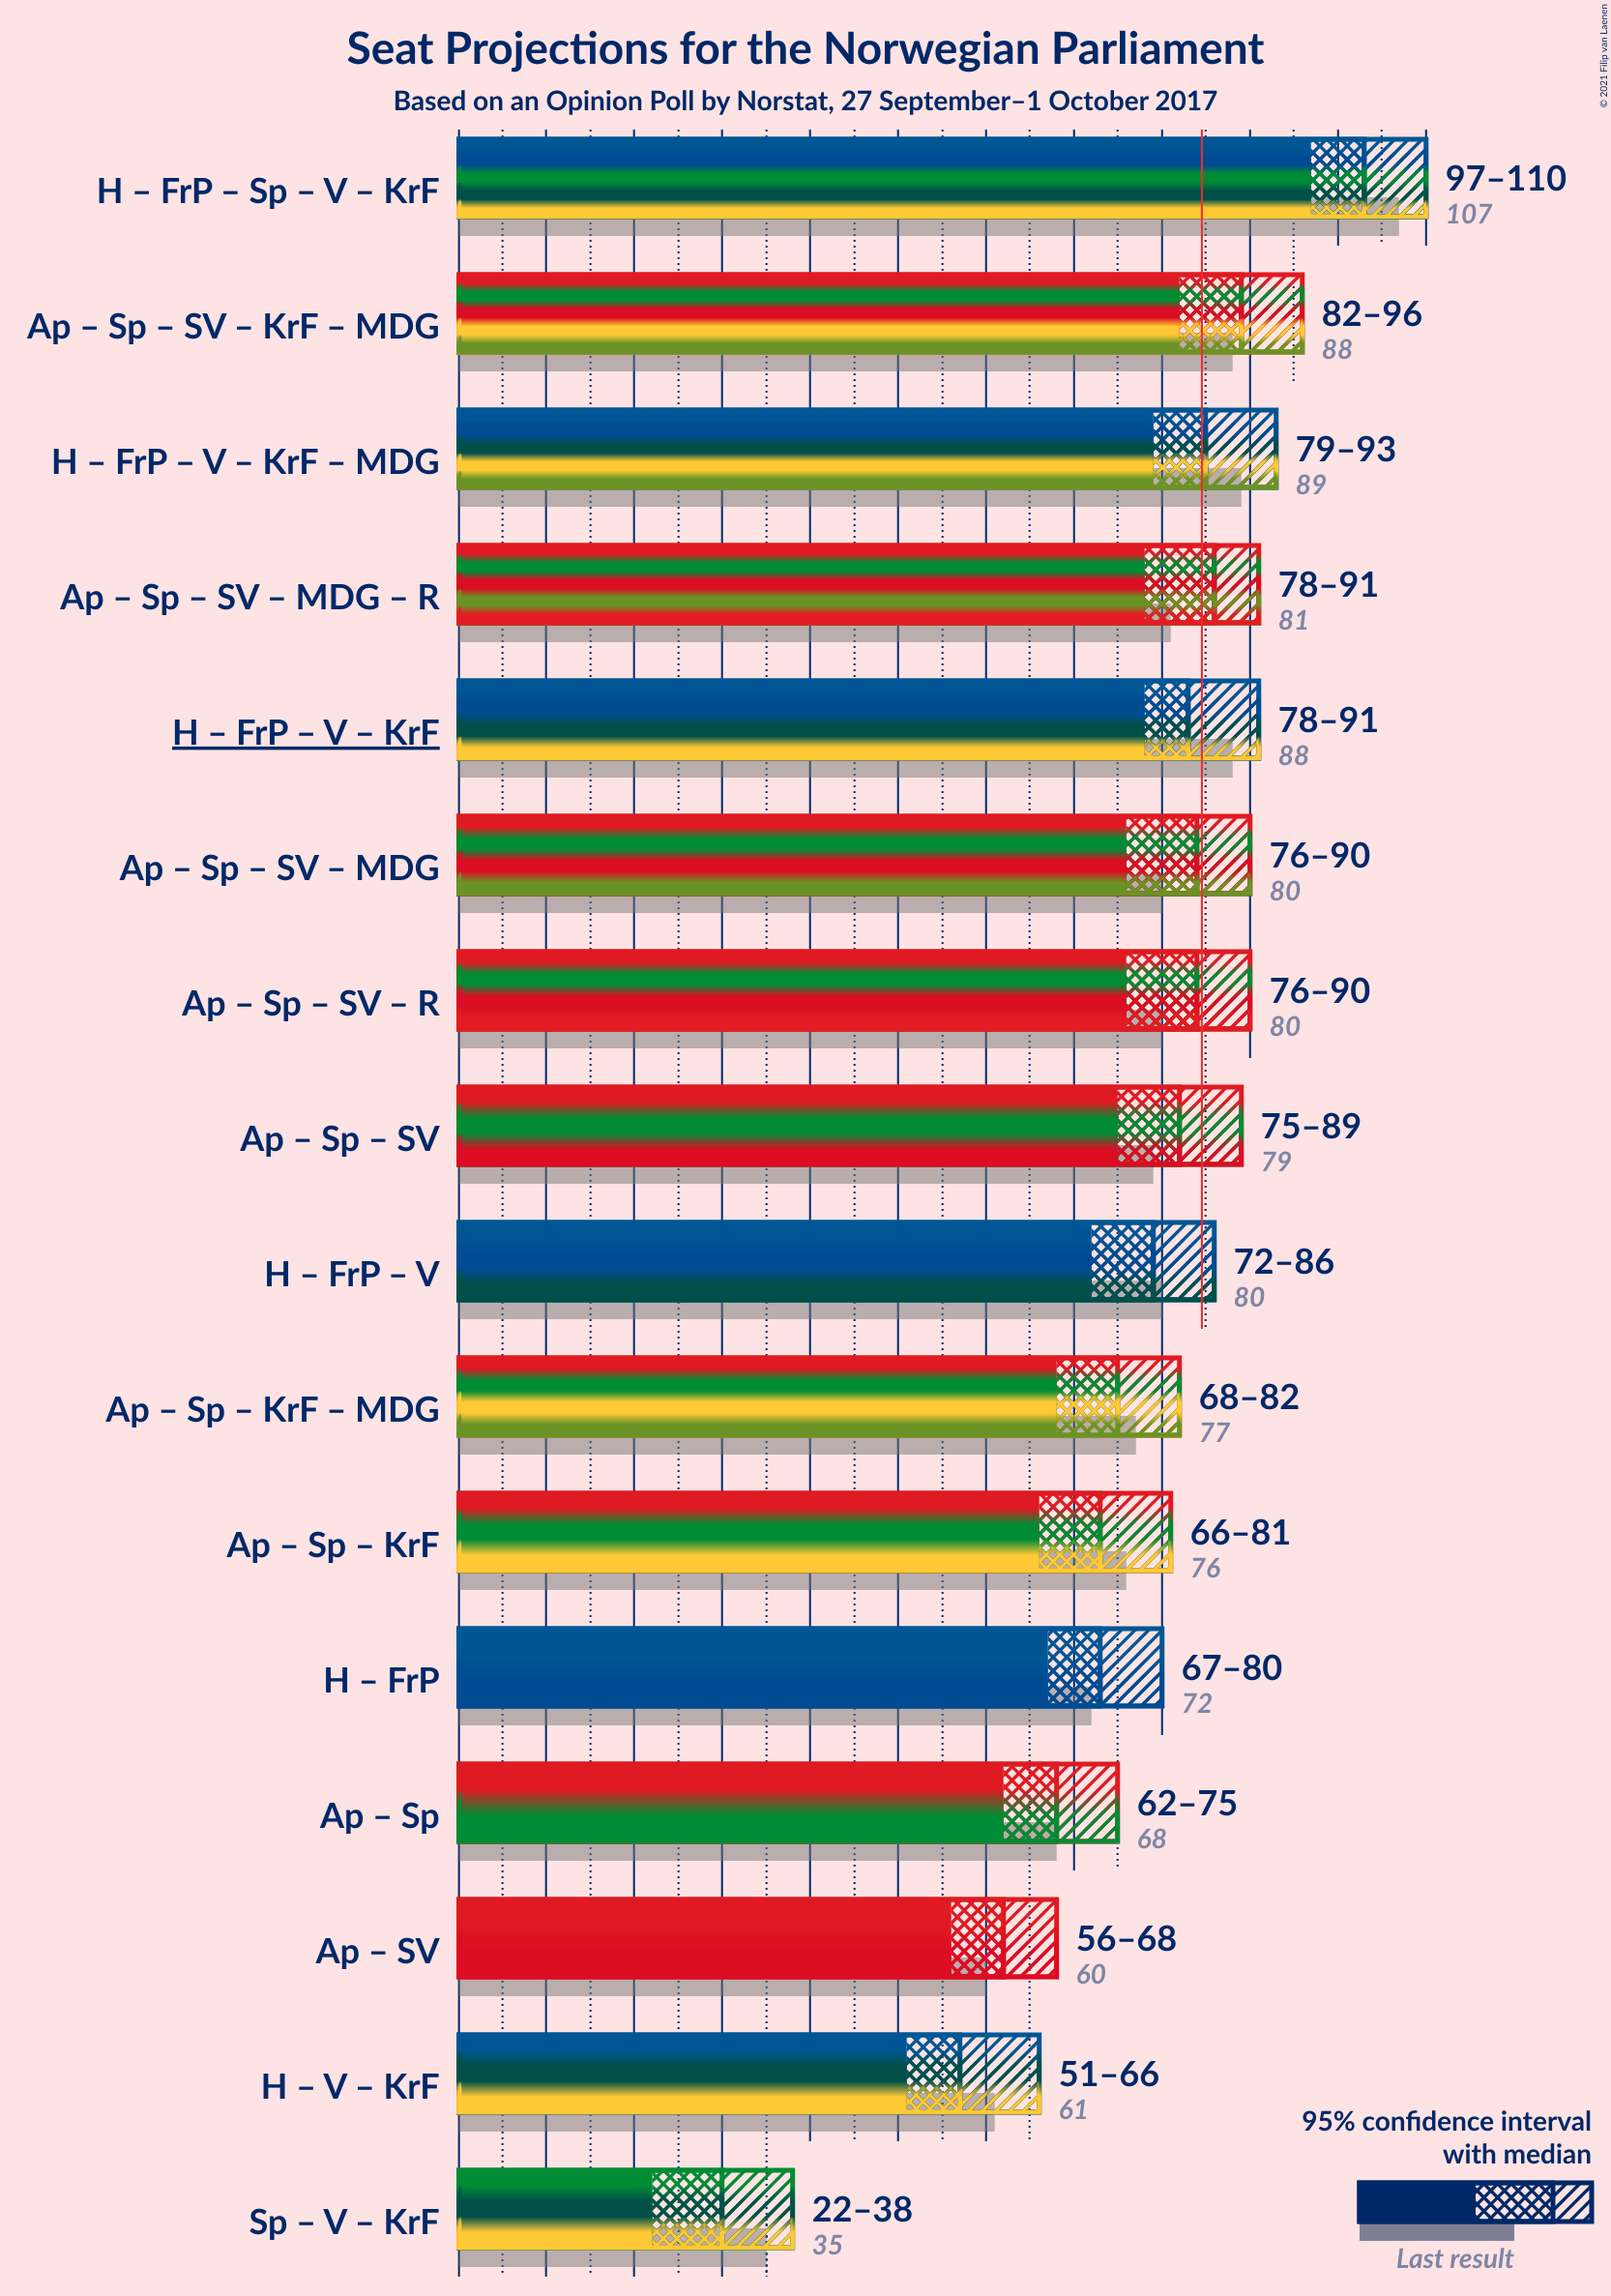 © 2021 Filip van Laenen
Seat Projections for the Norwegian Parliament
Based on an Opinion Poll by Norstat, 27 September–1 October 2017
H – FrP – Sp – V – KrF
97–110
107
Ap – Sp – SV – KrF – MDG
82–96
88
H – FrP – V – KrF – MDG
79–93
89
Ap – Sp – SV – MDG – R
78–91
81
H – FrP – V – KrF
78–91
88
Ap – Sp – SV – MDG
76–90
80
Ap – Sp – SV – R
76–90
80
Ap – Sp – SV
75–89
79
H – FrP – V
72–86
80
Ap – Sp – KrF – MDG
68–82
77
Ap – Sp – KrF
66–81
76
H – FrP
67–80
72
Ap – Sp
62–75
68
Ap – SV
56–68
60
H – V – KrF
51–66
61
Sp – V – KrF
22–38
35
95% confidence interval
with median
Last result